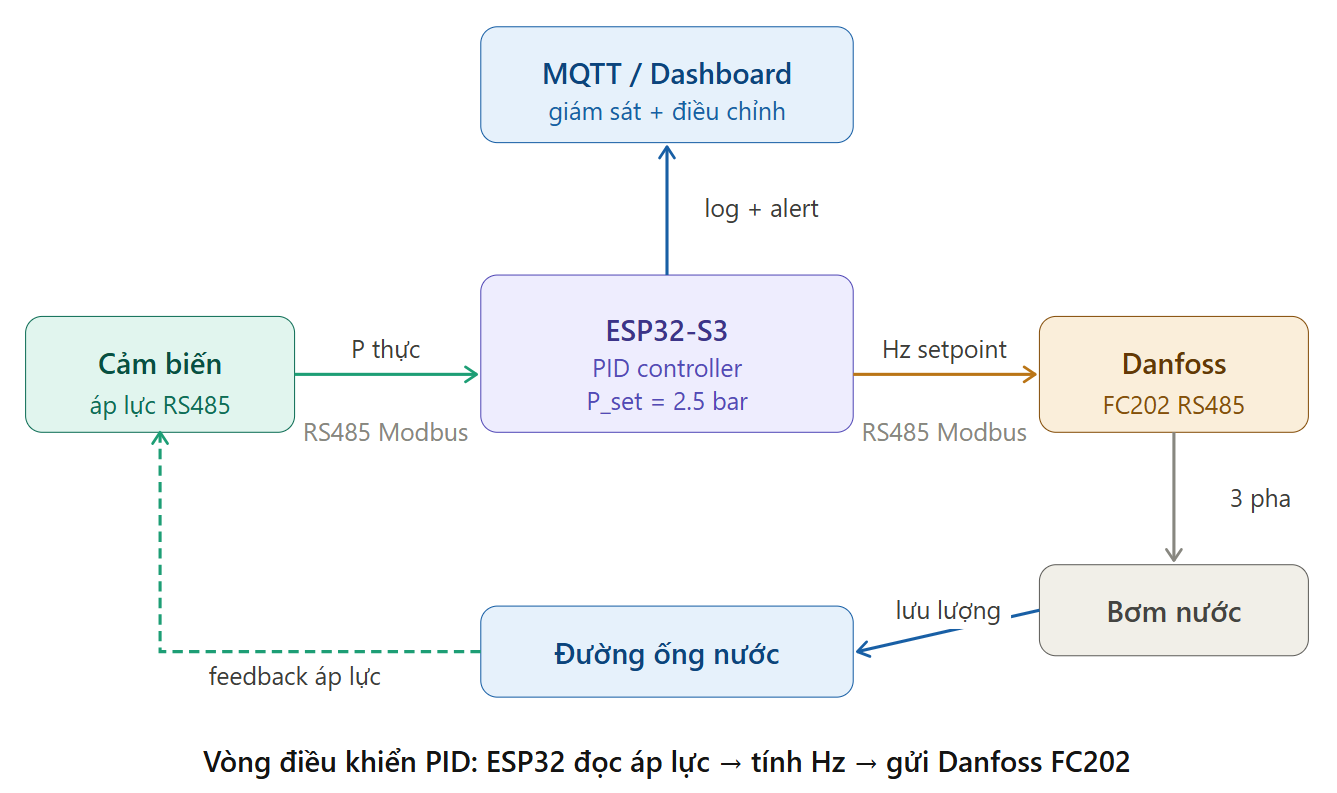 MQTT / Dashboard
giám sát + điều chỉnh
log + alert
Cảm biến
áp lực RS485
P thực
RS485 Modbus
ESP32-S3
PID controller
P_set = 2.5 bar
Hz setpoint
RS485 Modbus
Danfoss
FC202 RS485
3 pha
Bơm nước
lưu lượng
Đường ống nước
feedback áp lực
Vòng điều khiển PID: ESP32 đọc áp lực → tính Hz → gửi Danfoss FC202